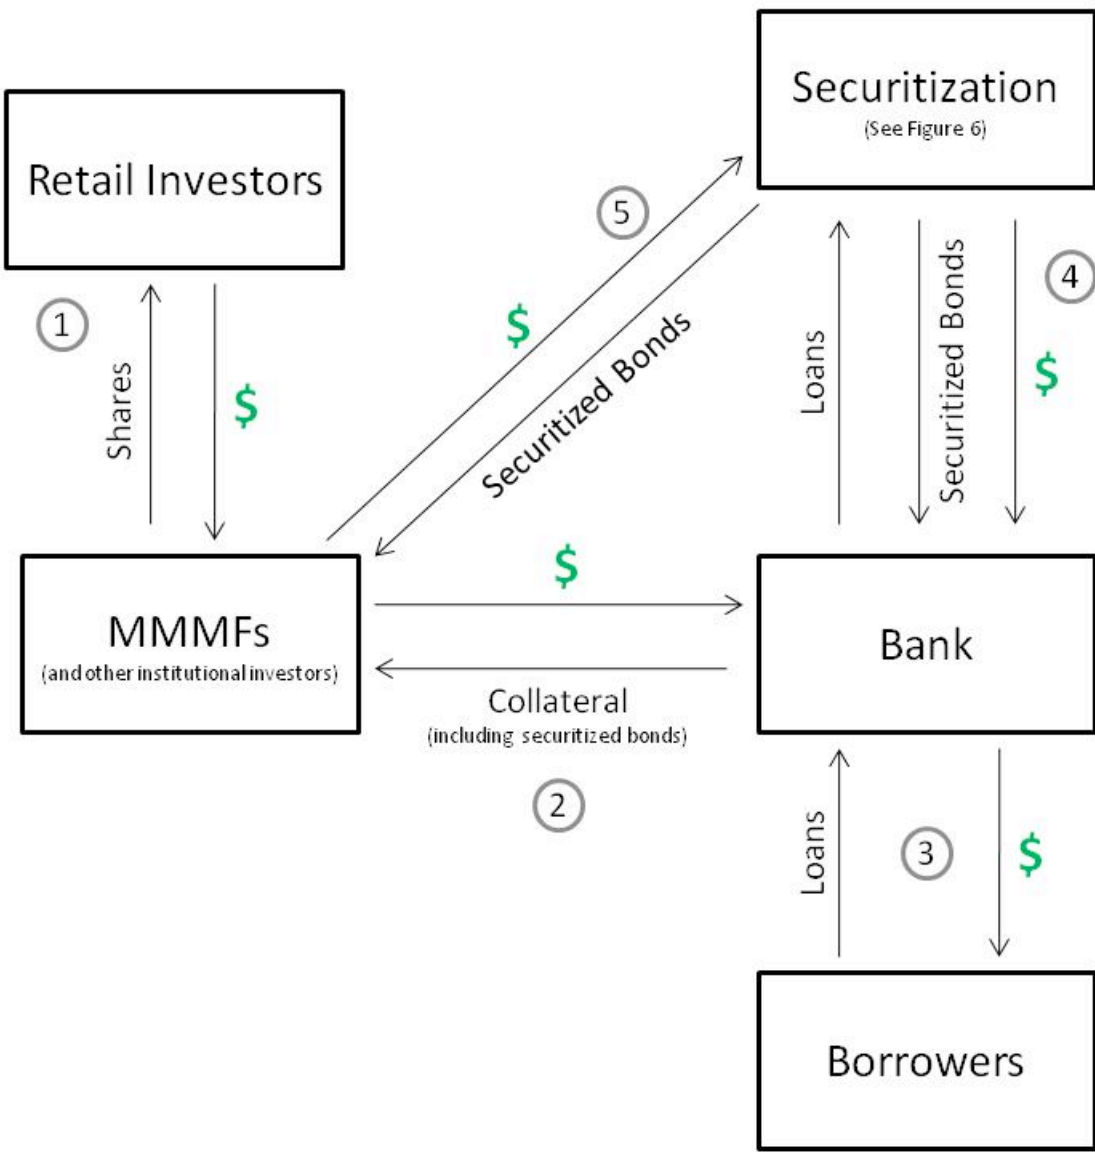 Securitization
(See Figure 6)
Retail Investors
5
4
1
Shares
$
$
Securitized Bonds
Loans
Securitized Bonds
$
MMMFs
(and other institutional investors)
$
Collateral
(including securitized bonds)
2
Bank
Loans
3
$
Borrowers